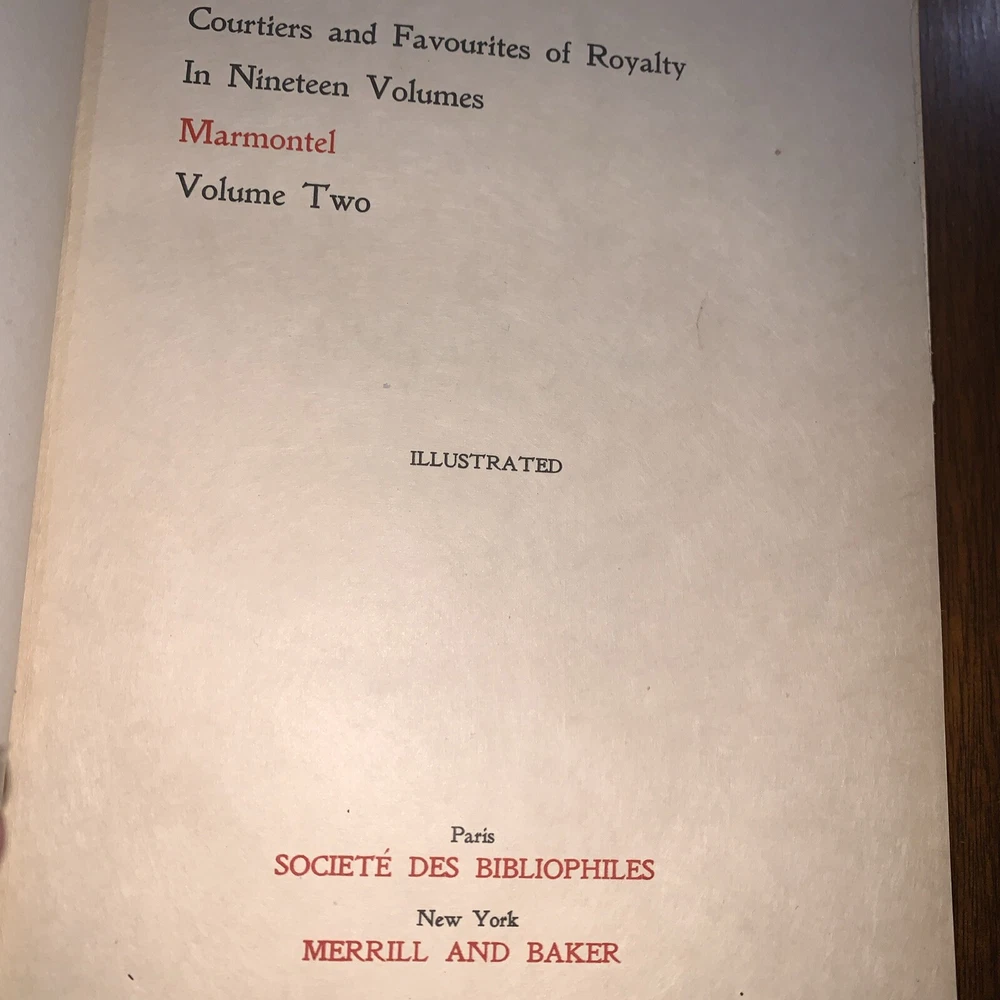 Courtiers and Favourites of Royalty
In Nineteen Volumes
Marmontel
Volume Two
ILLUSTRATED
Paris
SOCIETÉ DES BIBLIOPHILES
New York
MERRILL AND BAKER